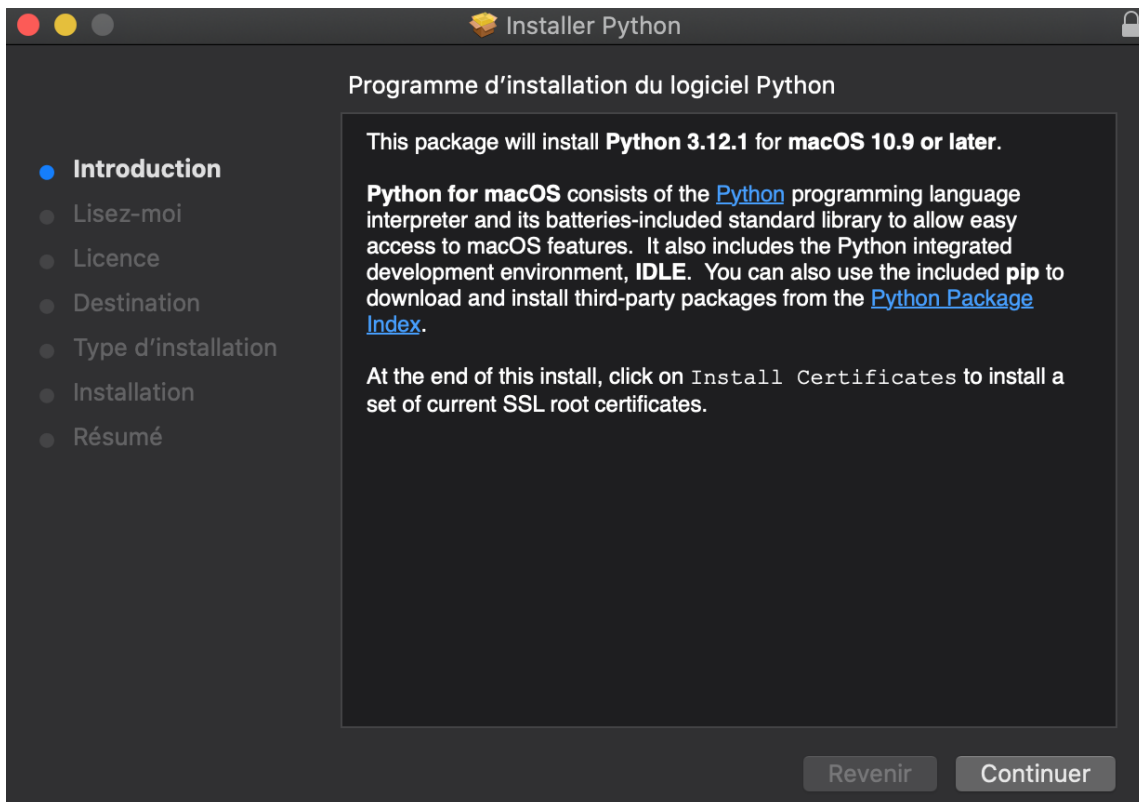 Installer Python
Programme d’installation du logiciel Python
Introduction
Lisez-moi
Licence
Destination
Type d’installation
Installation
Résumé
This package will install Python 3.12.1 for macOS 10.9 or later.
Python for macOS consists of the Python programming language
interpreter and its batteries-included standard library to allow easy
access to macOS features.  It also includes the Python integrated
development environment, IDLE.  You can also use the included pip to
download and install third-party packages from the Python Package
Index.
At the end of this install, click on Install Certificates to install a
set of current SSL root certificates.
Revenir
Continuer